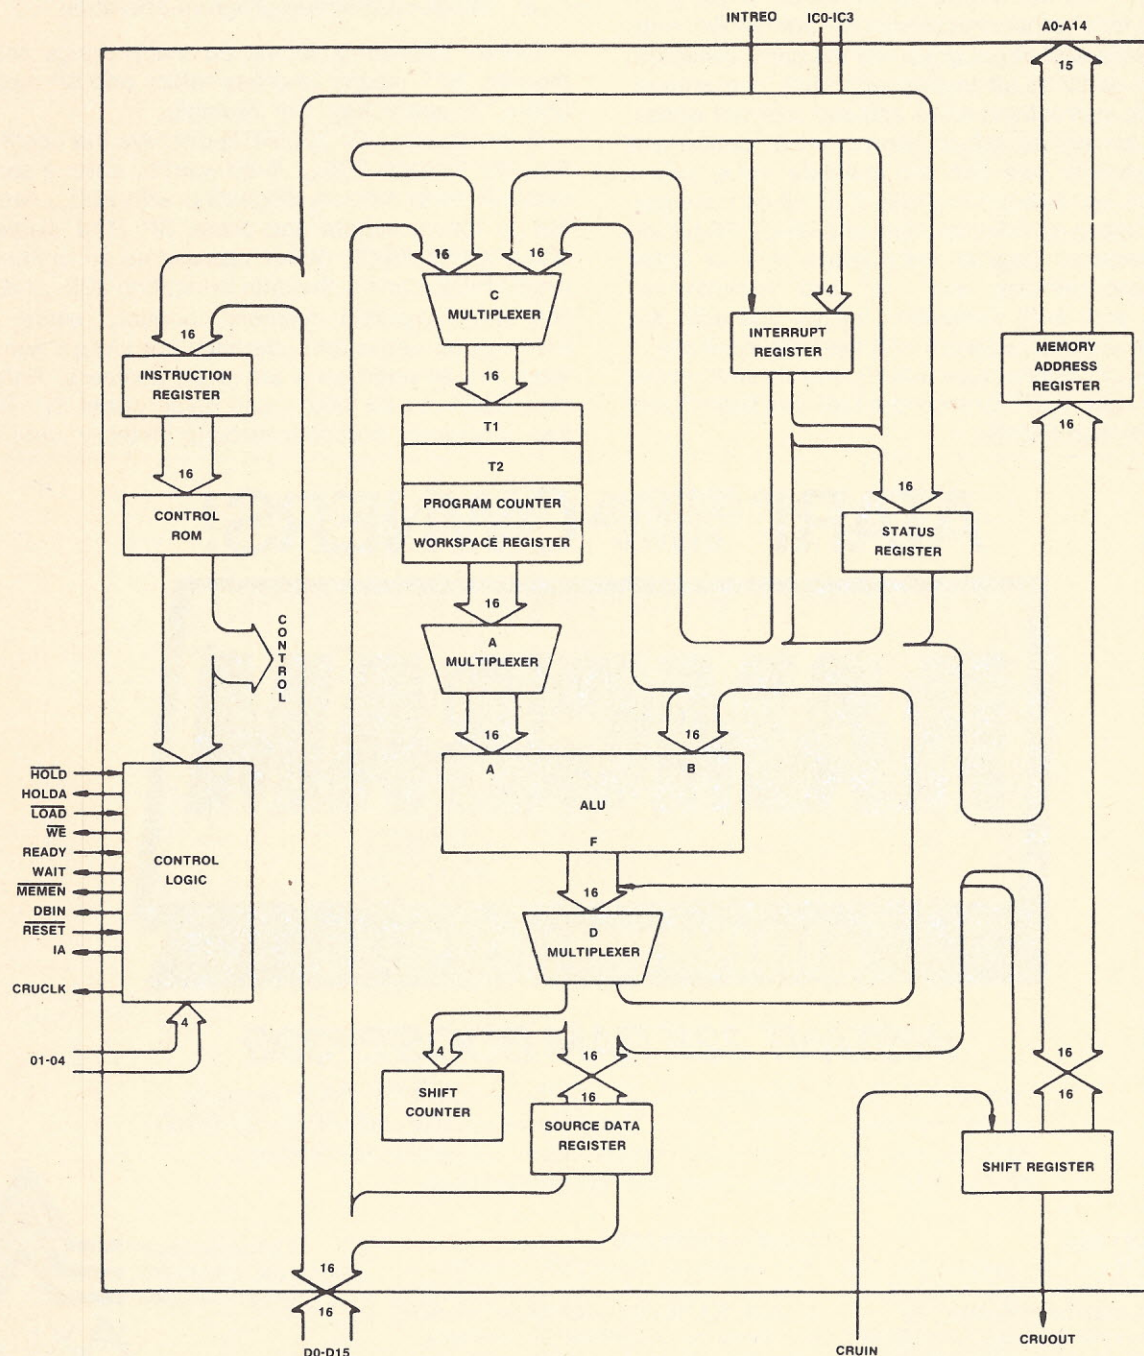 INTREO IC0-IC3 A0-A14
15
16 16
C
MULTIPLEXER
4
INTERRUPT
REGISTER
MEMORY
ADDRESS
REGISTER
16
INSTRUCTION
REGISTER
16
T1
T2
PROGRAM COUNTER
WORKSPACE REGISTER
16
16
CONTROL
ROM
16
STATUS
REGISTER
16
A
MULTIPLEXER
CONTROL
16 16
A B
ALU
F
HOLD
HOLDA
LOAD
WE
READY
WAIT
MEMEN
DBIN
RESET
IA
CRUCLK
CONTROL
LOGIC
4
01-04
16
D
MULTIPLEXER
4
SHIFT
COUNTER
16
16
SOURCE DATA
REGISTER
16
16
SHIFT REGISTER
16
16
D0-D15 CRUIN CRUOUT